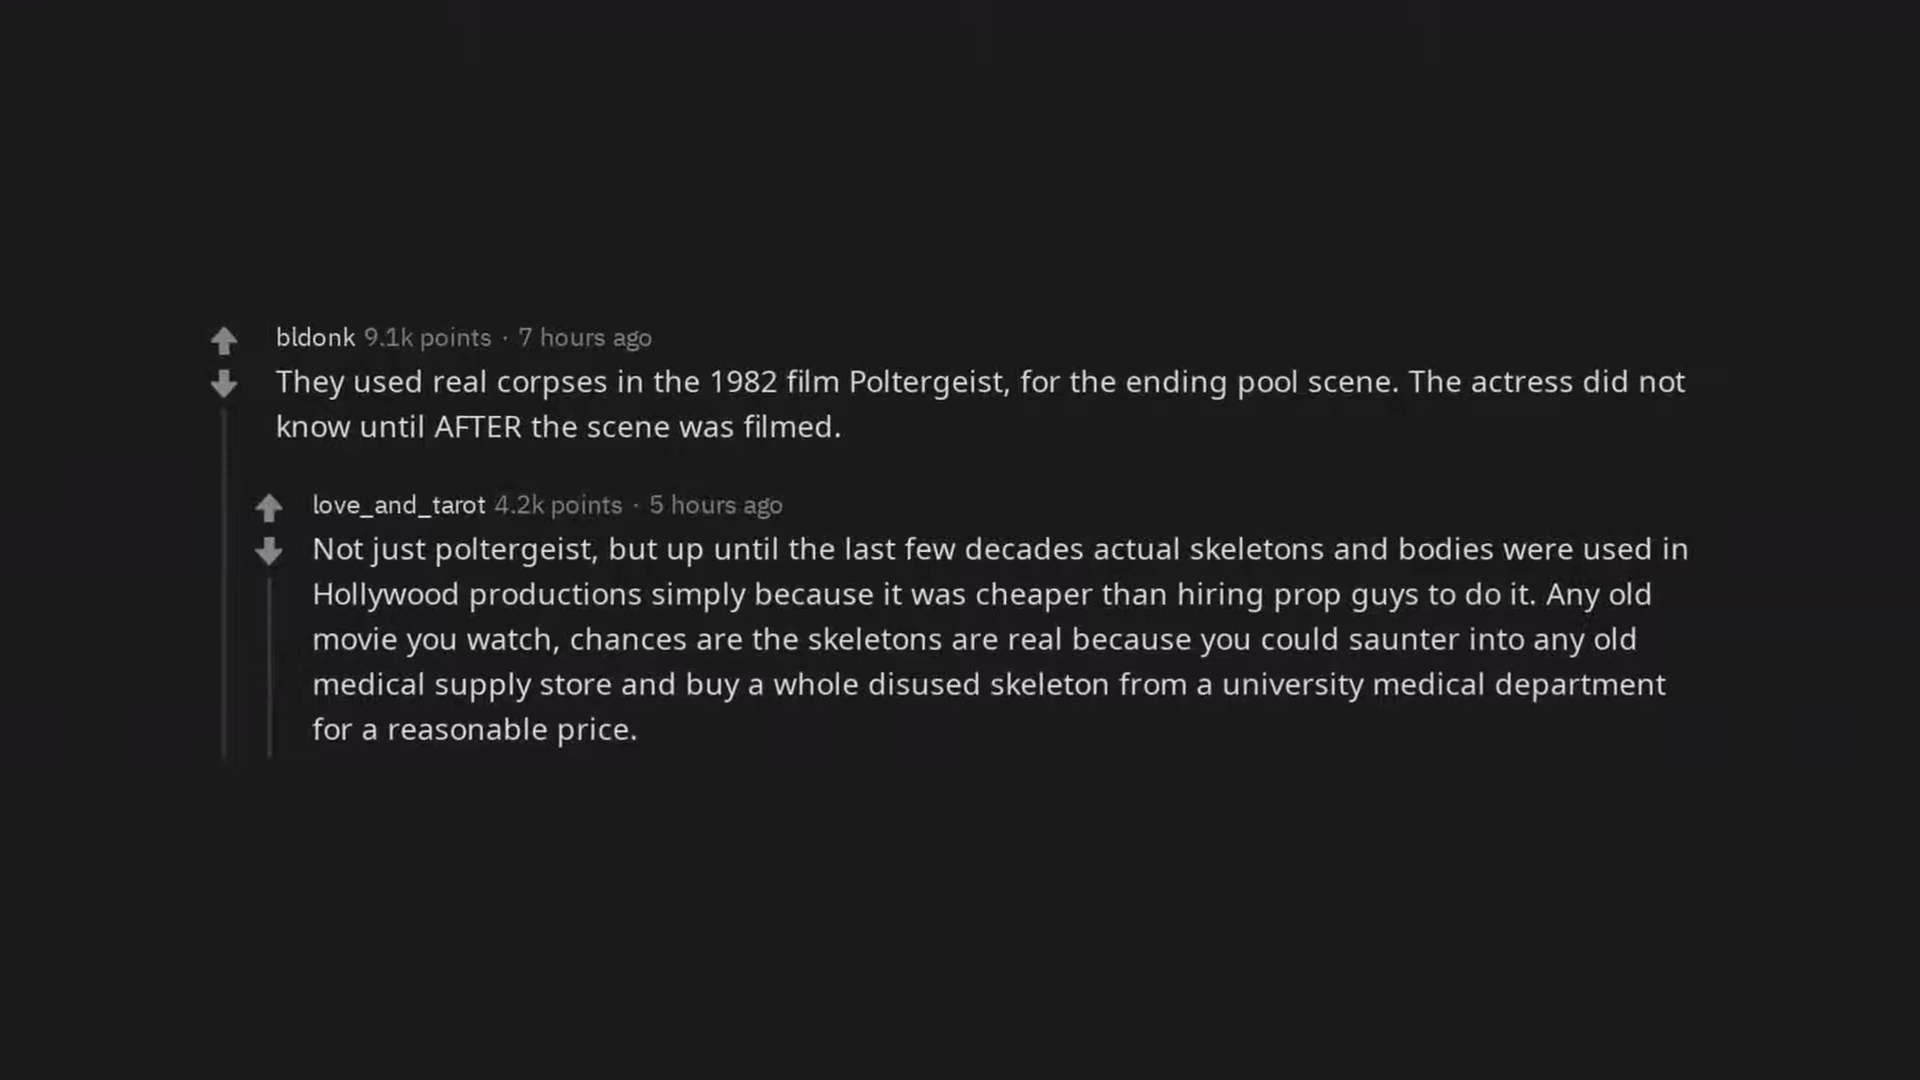 bldonk 9.1k points · 7 hours ago
They used real corpses in the 1982 film Poltergeist, for the ending pool scene. The actress did not
know until AFTER the scene was filmed.
love_and_tarot 4.2k points · 5 hours ago
Not just poltergeist, but up until the last few decades actual skeletons and bodies were used in
Hollywood productions simply because it was cheaper than hiring prop guys to do it. Any old
movie you watch, chances are the skeletons are real because you could saunter into any old
medical supply store and buy a whole disused skeleton from a university medical department
for a reasonable price.